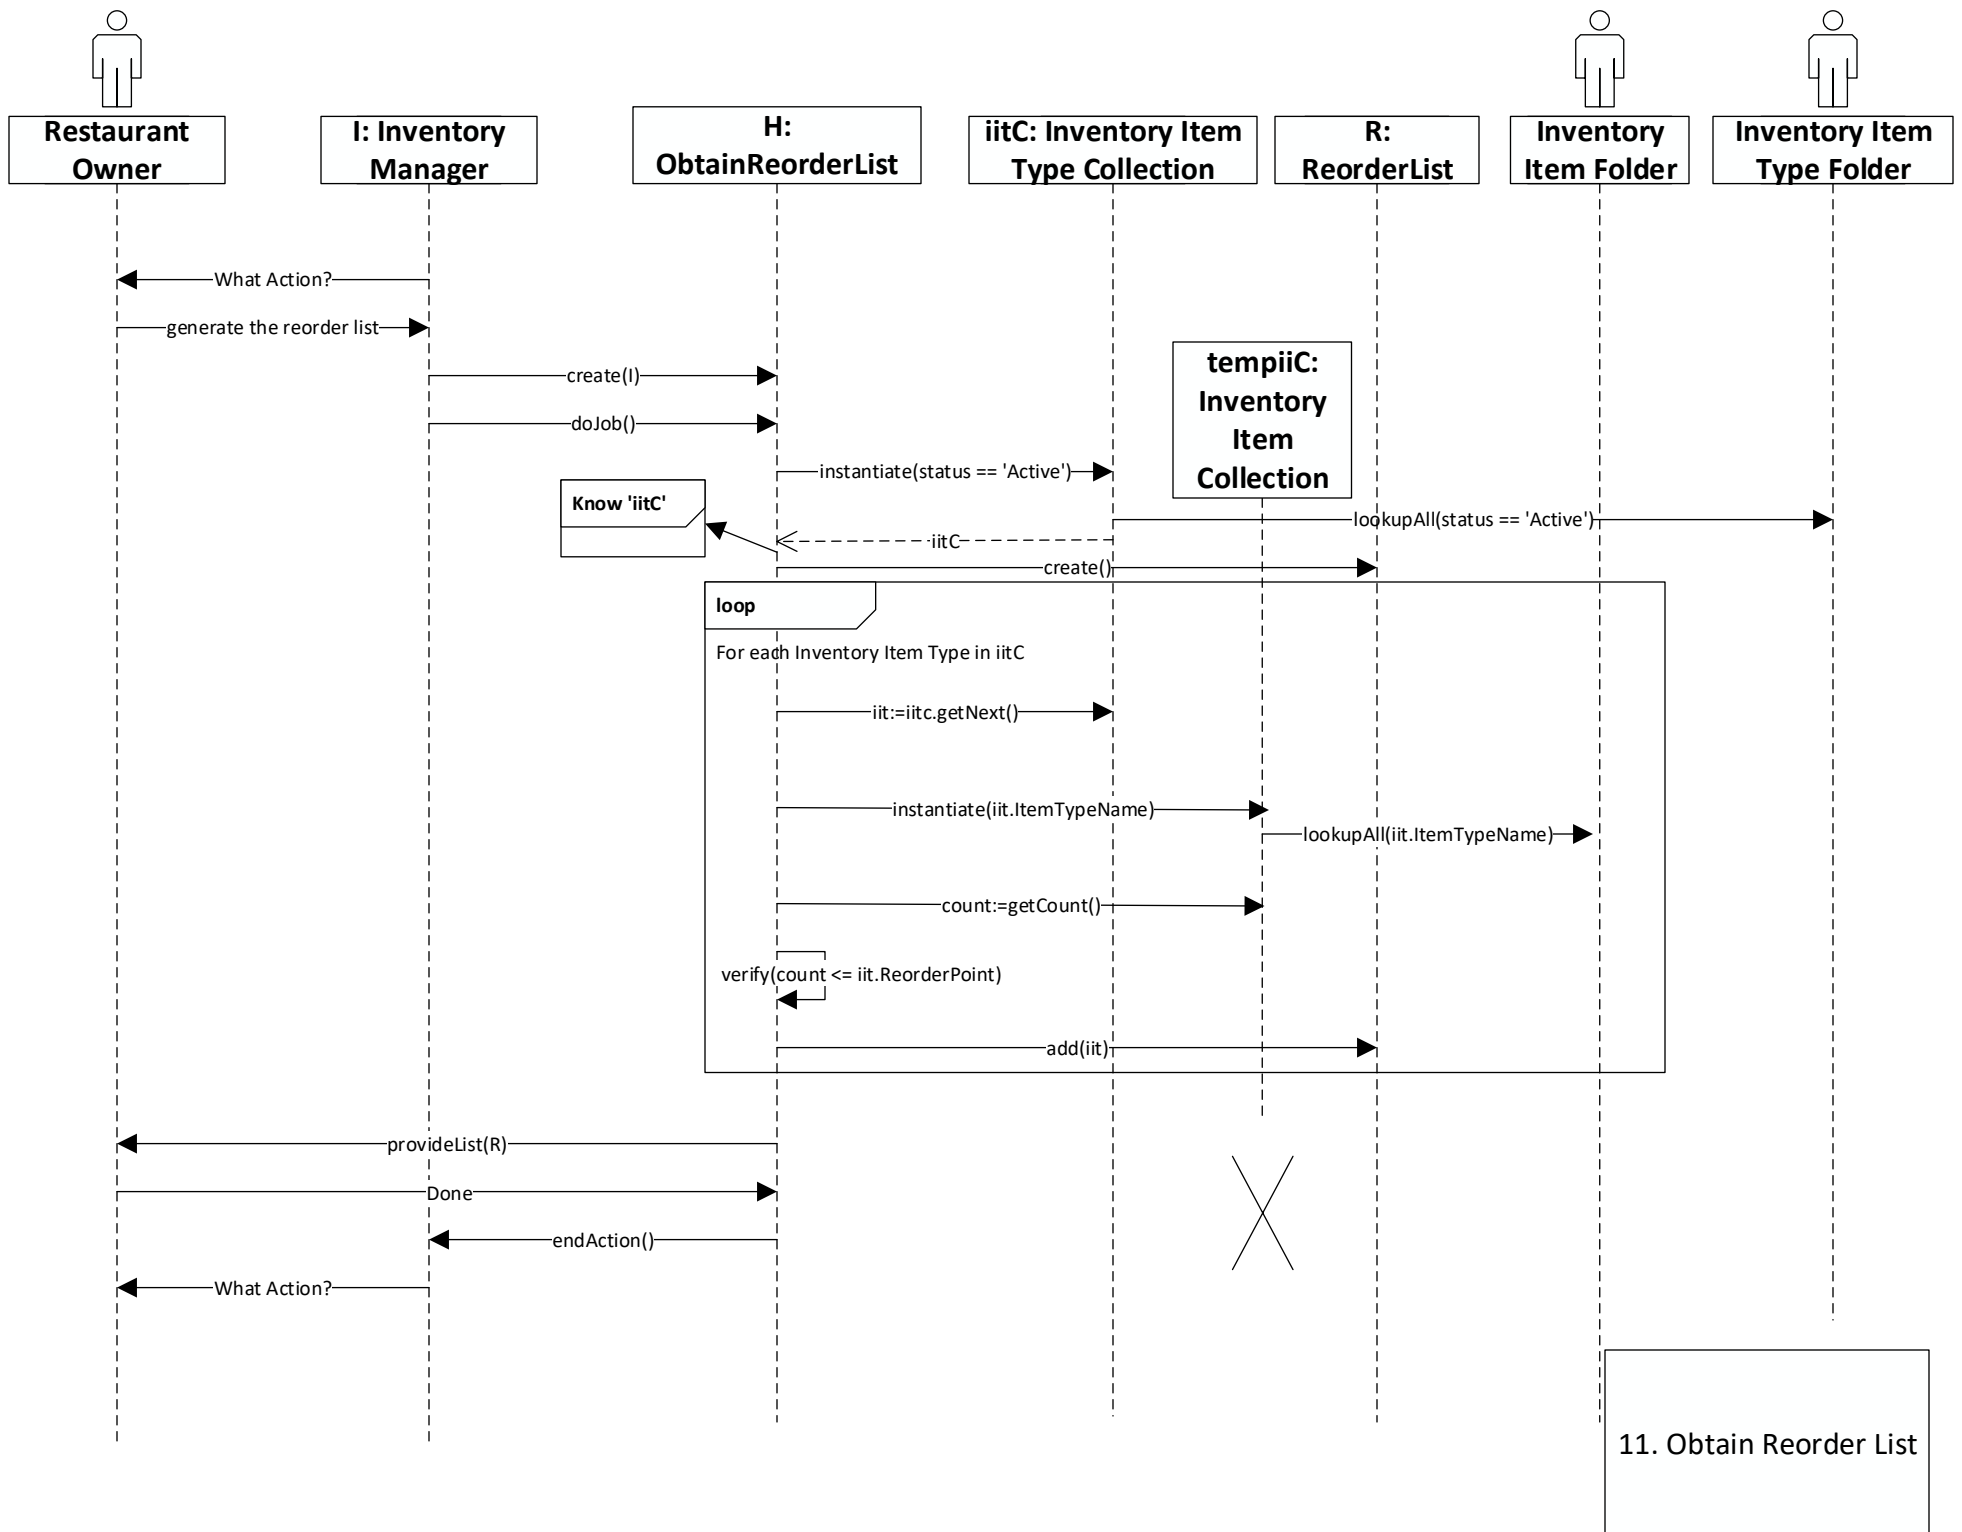 Restaurant
Owner
I: Inventory
Manager
H:
ObtainReorderList
iitC: Inventory Item
Type Collection
R:
ReorderList
Inventory
Item Folder
Inventory Item
Type Folder
What Action?
generate the reorder list
tempiiC:
Inventory
Item
Collection
create(I)
doJob()
instantiate(status == 'Active')
Know 'iitC'
lookupAll(status == 'Active')
iitC
create()
loop
For each Inventory Item Type in iitC
iit:=iitc.getNext()
instantiate(iit.ItemTypeName)
lookupAll(iit.ItemTypeName)
count:=getCount()
verify(count <= iit.ReorderPoint)
add(iit)
provideList(R)
Done
endAction()
What Action?
11. Obtain Reorder List